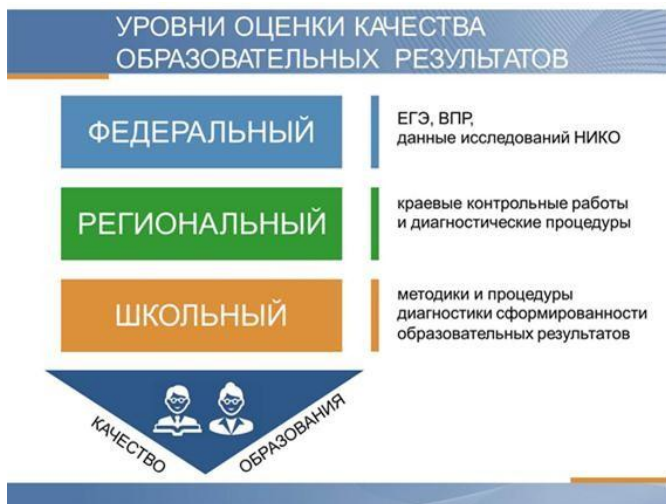 УРОВНИ ОЦЕНКИ КАЧЕСТВА
ОБРАЗОВАТЕЛЬНЫХ РЕЗУЛЬТАТОВ
ФЕДЕРАЛЬНЫЙ
ЕГЭ, ВПР,
данные исследований НИКО
РЕГИОНАЛЬНЫЙ
краевые контрольные работы
и диагностические процедуры
ШКОЛЬНЫЙ
методики и процедуры
диагностики сформированности
образовательных результатов
КАЧЕСТВО
ОБРАЗОВАНИЯ